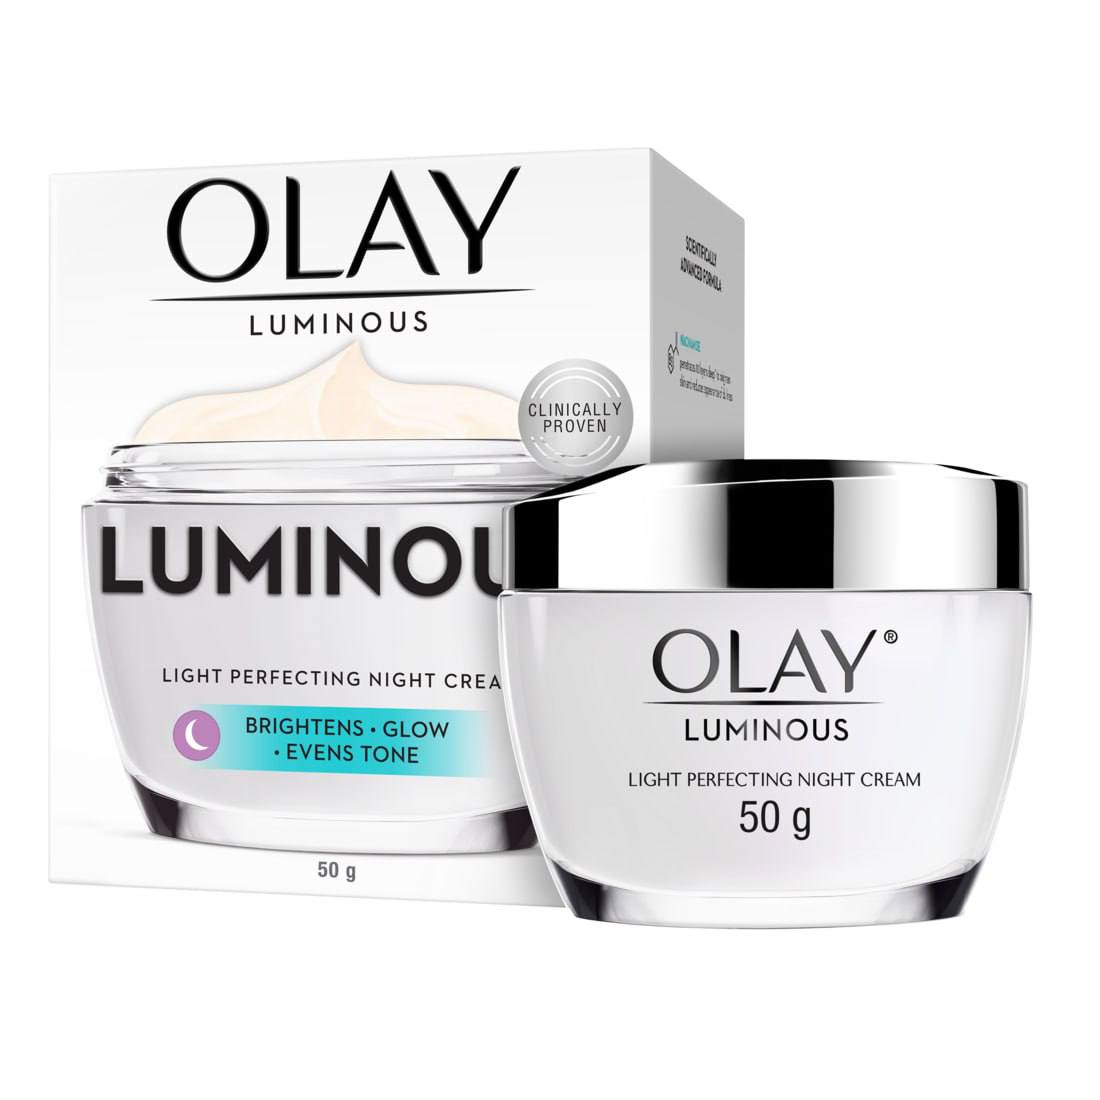 OLAY
LUMINOUS
CLINICALLY
PROVEN
LUMINOU
LIGHT PERFECTING NIGHT CREA
BRIGHTENS • GLOW
• EVENS TONE
50 g
SCIENTIFICALLY
ADVANCED FORMULA
NIACINAMIDE
OLAY®
LUMINOUS
LIGHT PERFECTING NIGHT CREAM
50 g